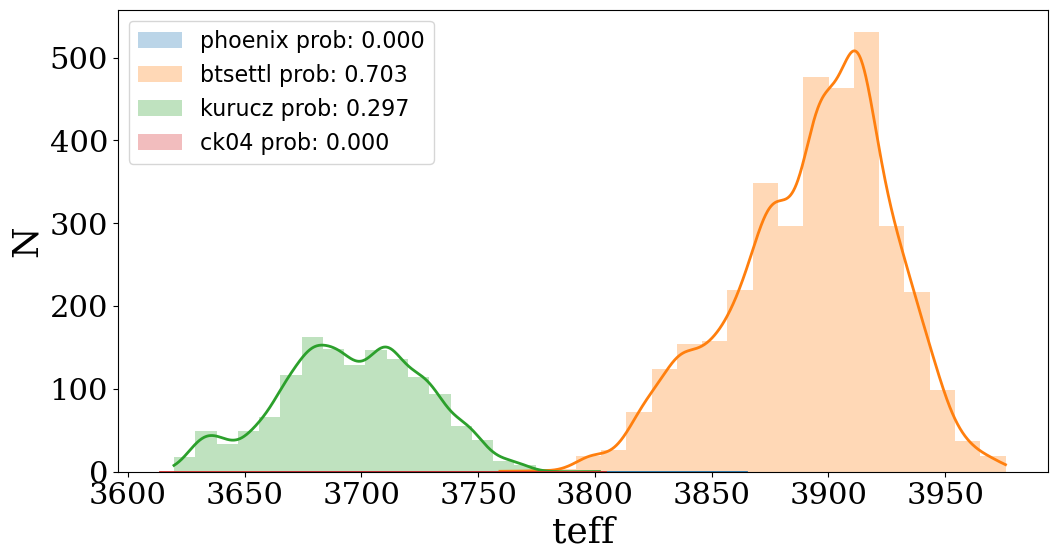 phoenix prob: 0.000
btsettl prob: 0.703
kurucz prob: 0.297
ck04 prob: 0.000
500
400
300
200
100
0
N
3600 3650 3700 3750 3800 3850 3900 3950
teff